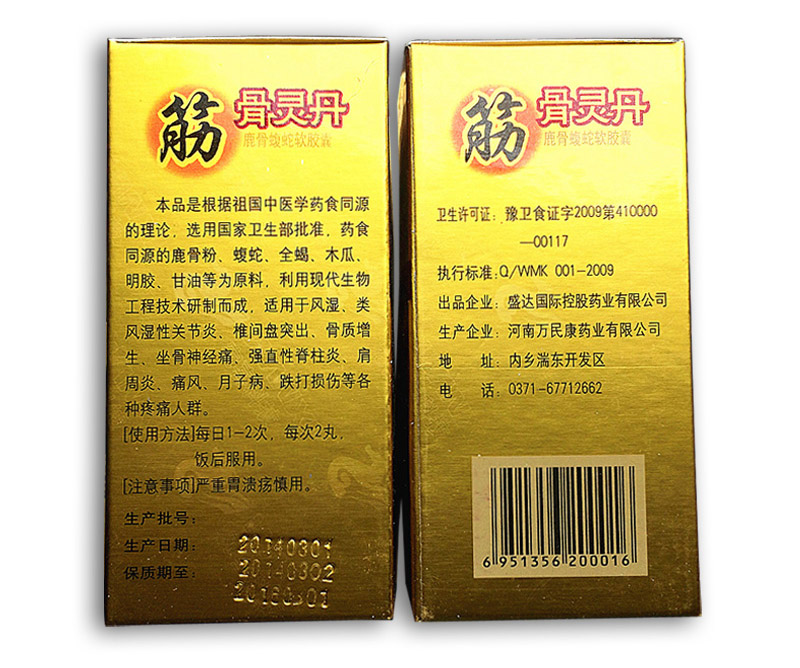 筋骨灵丹
鹿骨蝮蛇软胶囊
本品是根据祖国中医学药食同源
的理论，选用国家卫生部批准，药食
同源的鹿骨粉、蝮蛇、全蝎、木瓜、
明胶、甘油等为原料，利用现代生物
工程技术研制而成，适用于风湿、类
风湿性关节炎、椎间盘突出、骨质增
生、坐骨神经痛、强直性脊柱炎、肩
周炎、痛风、月子病、跌打损伤等各
种疼痛人群。
[使用方法]每日1-2次，每次2丸，
饭后服用。
[注意事项]严重胃溃疡慎用。
生产批号：
生产日期：
保质期至：
20140301
20140302
20160301
筋骨灵丹
鹿骨蝮蛇软胶囊
卫生许可证：豫卫食证字2009第410000
-00117
执行标准:Q/WMK 001-2009
出品企业：盛达国际控股药业有限公司
生产企业：河南万民康药业有限公司
地　址：内乡湍东开发区
电　话：0371-67712662
6 951356 200016